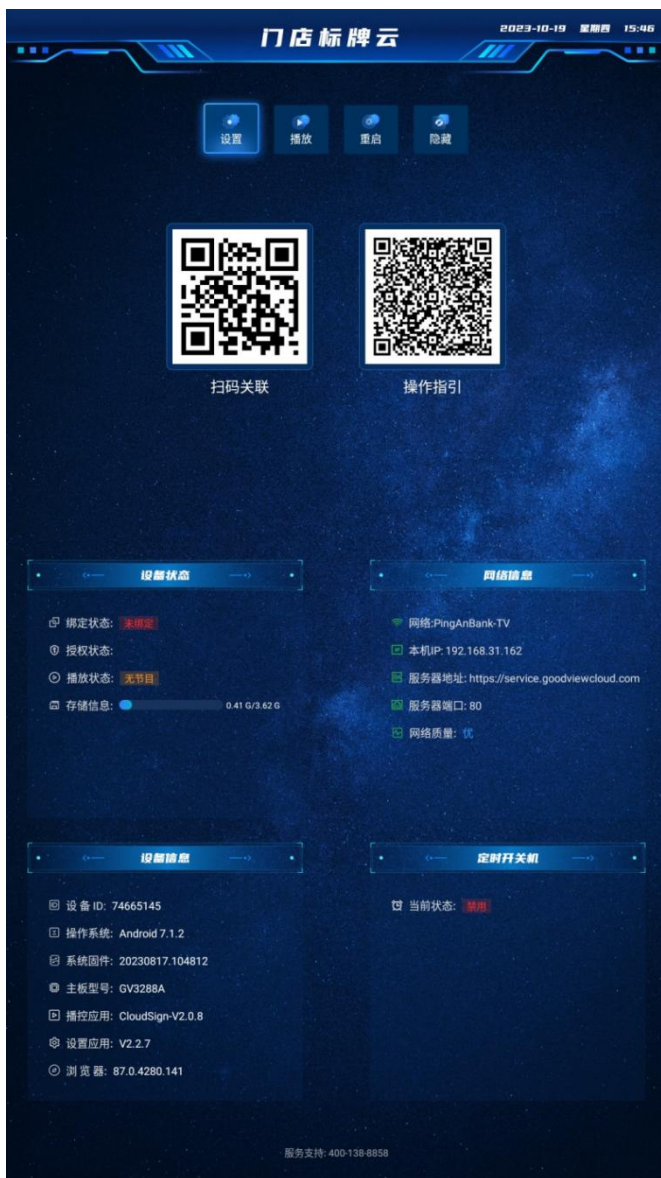 门店标牌云
2023-10-19 星期四 15:46
设置
播放
重启
隐藏
扫码关联
操作指引
设备状态
绑定状态: 未绑定
授权状态:
播放状态: 无节目
存储信息: 0.41 G/3.62 G
网络信息
网络:PingAnBank-TV
本机IP: 192.168.31.162
服务器地址: https://service.goodviewcloud.com
服务器端口: 80
网络质量: 优
设备信息
设 备 ID: 74665145
操作系统: Android 7.1.2
系统固件: 20230817.104812
主板型号: GV3288A
播控应用: CloudSign-V2.0.8
设置应用: V2.2.7
浏 览 器: 87.0.4280.141
定时开关机
当前状态: 禁用
服务支持: 400-138-8858